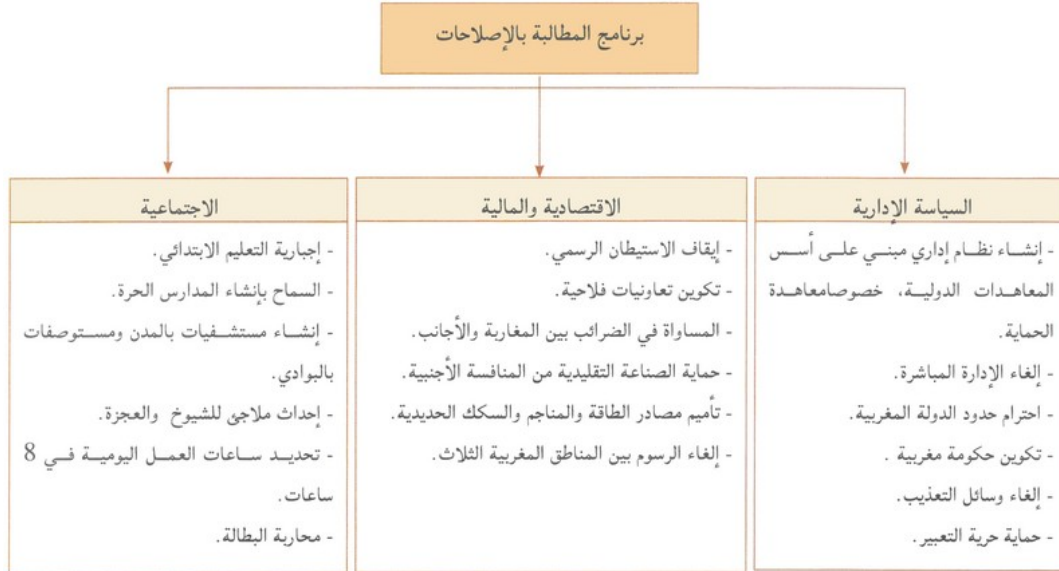 برنامج المطالبة بالإصلاحات
السياسة الإدارية
- إنشاء نظام إداري مبني على أسس
المعاهدات الدولية، خصوصامعاهدة
الحماية.
- إلغاء الإدارة المباشرة.
- احترام حدود الدولة المغربية.
- تكوين حكومة مغربية .
- إلغاء وسائل التعذيب.
- حماية حرية التعبير.
الاقتصادية والمالية
- إيقاف الاستيطان الرسمي.
- تكوين تعاونيات فلاحية.
- المساواة في الضرائب بين المغاربة والأجانب.
- حماية الصناعة التقليدية من المنافسة الأجنبية.
- تأميم مصادر الطاقة والمناجم والسكك الحديدية.
- إلغاء الرسوم بين المناطق المغربية الثلاث.
الاجتماعية
- إجبارية التعليم الابتدائي.
- السماح بإنشاء المدارس الحرة.
- إنشاء مستشفيات بالمدن ومستوصفات
بالبوادي.
- إحداث ملاجئ للشيوخ والعجزة.
- تحديد ساعات العمل اليومية في 8
ساعات.
- محاربة البطالة.